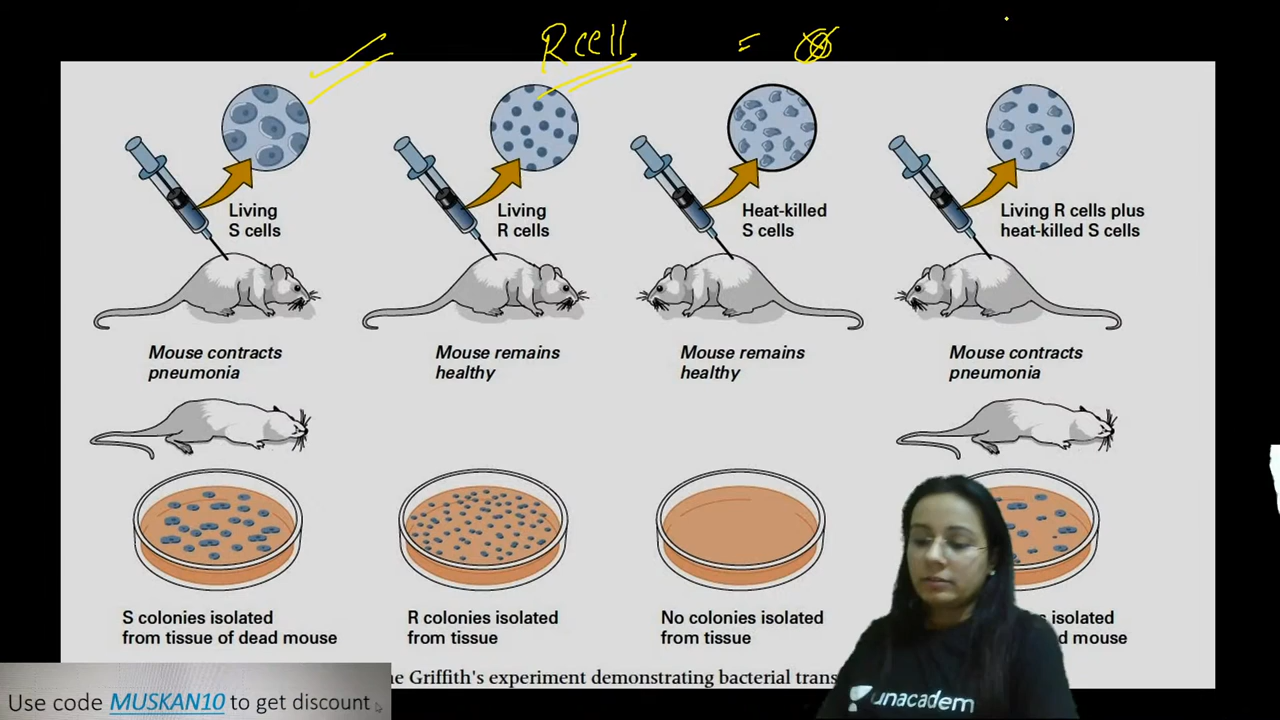 R cell =
Living
S cells
Living
R cells
Heat-killed
S cells
Living R cells plus
heat-killed S cells
Mouse contracts
pneumonia
Mouse remains
healthy
Mouse remains
healthy
Mouse contracts
pneumonia
S colonies isolated
from tissue of dead mouse
R colonies isolated
from tissue
No colonies isolated
from tissue
isolated
mouse
Griffith's experiment demonstrating bacterial
unacadem
Use code MUSKAN10 to get discount